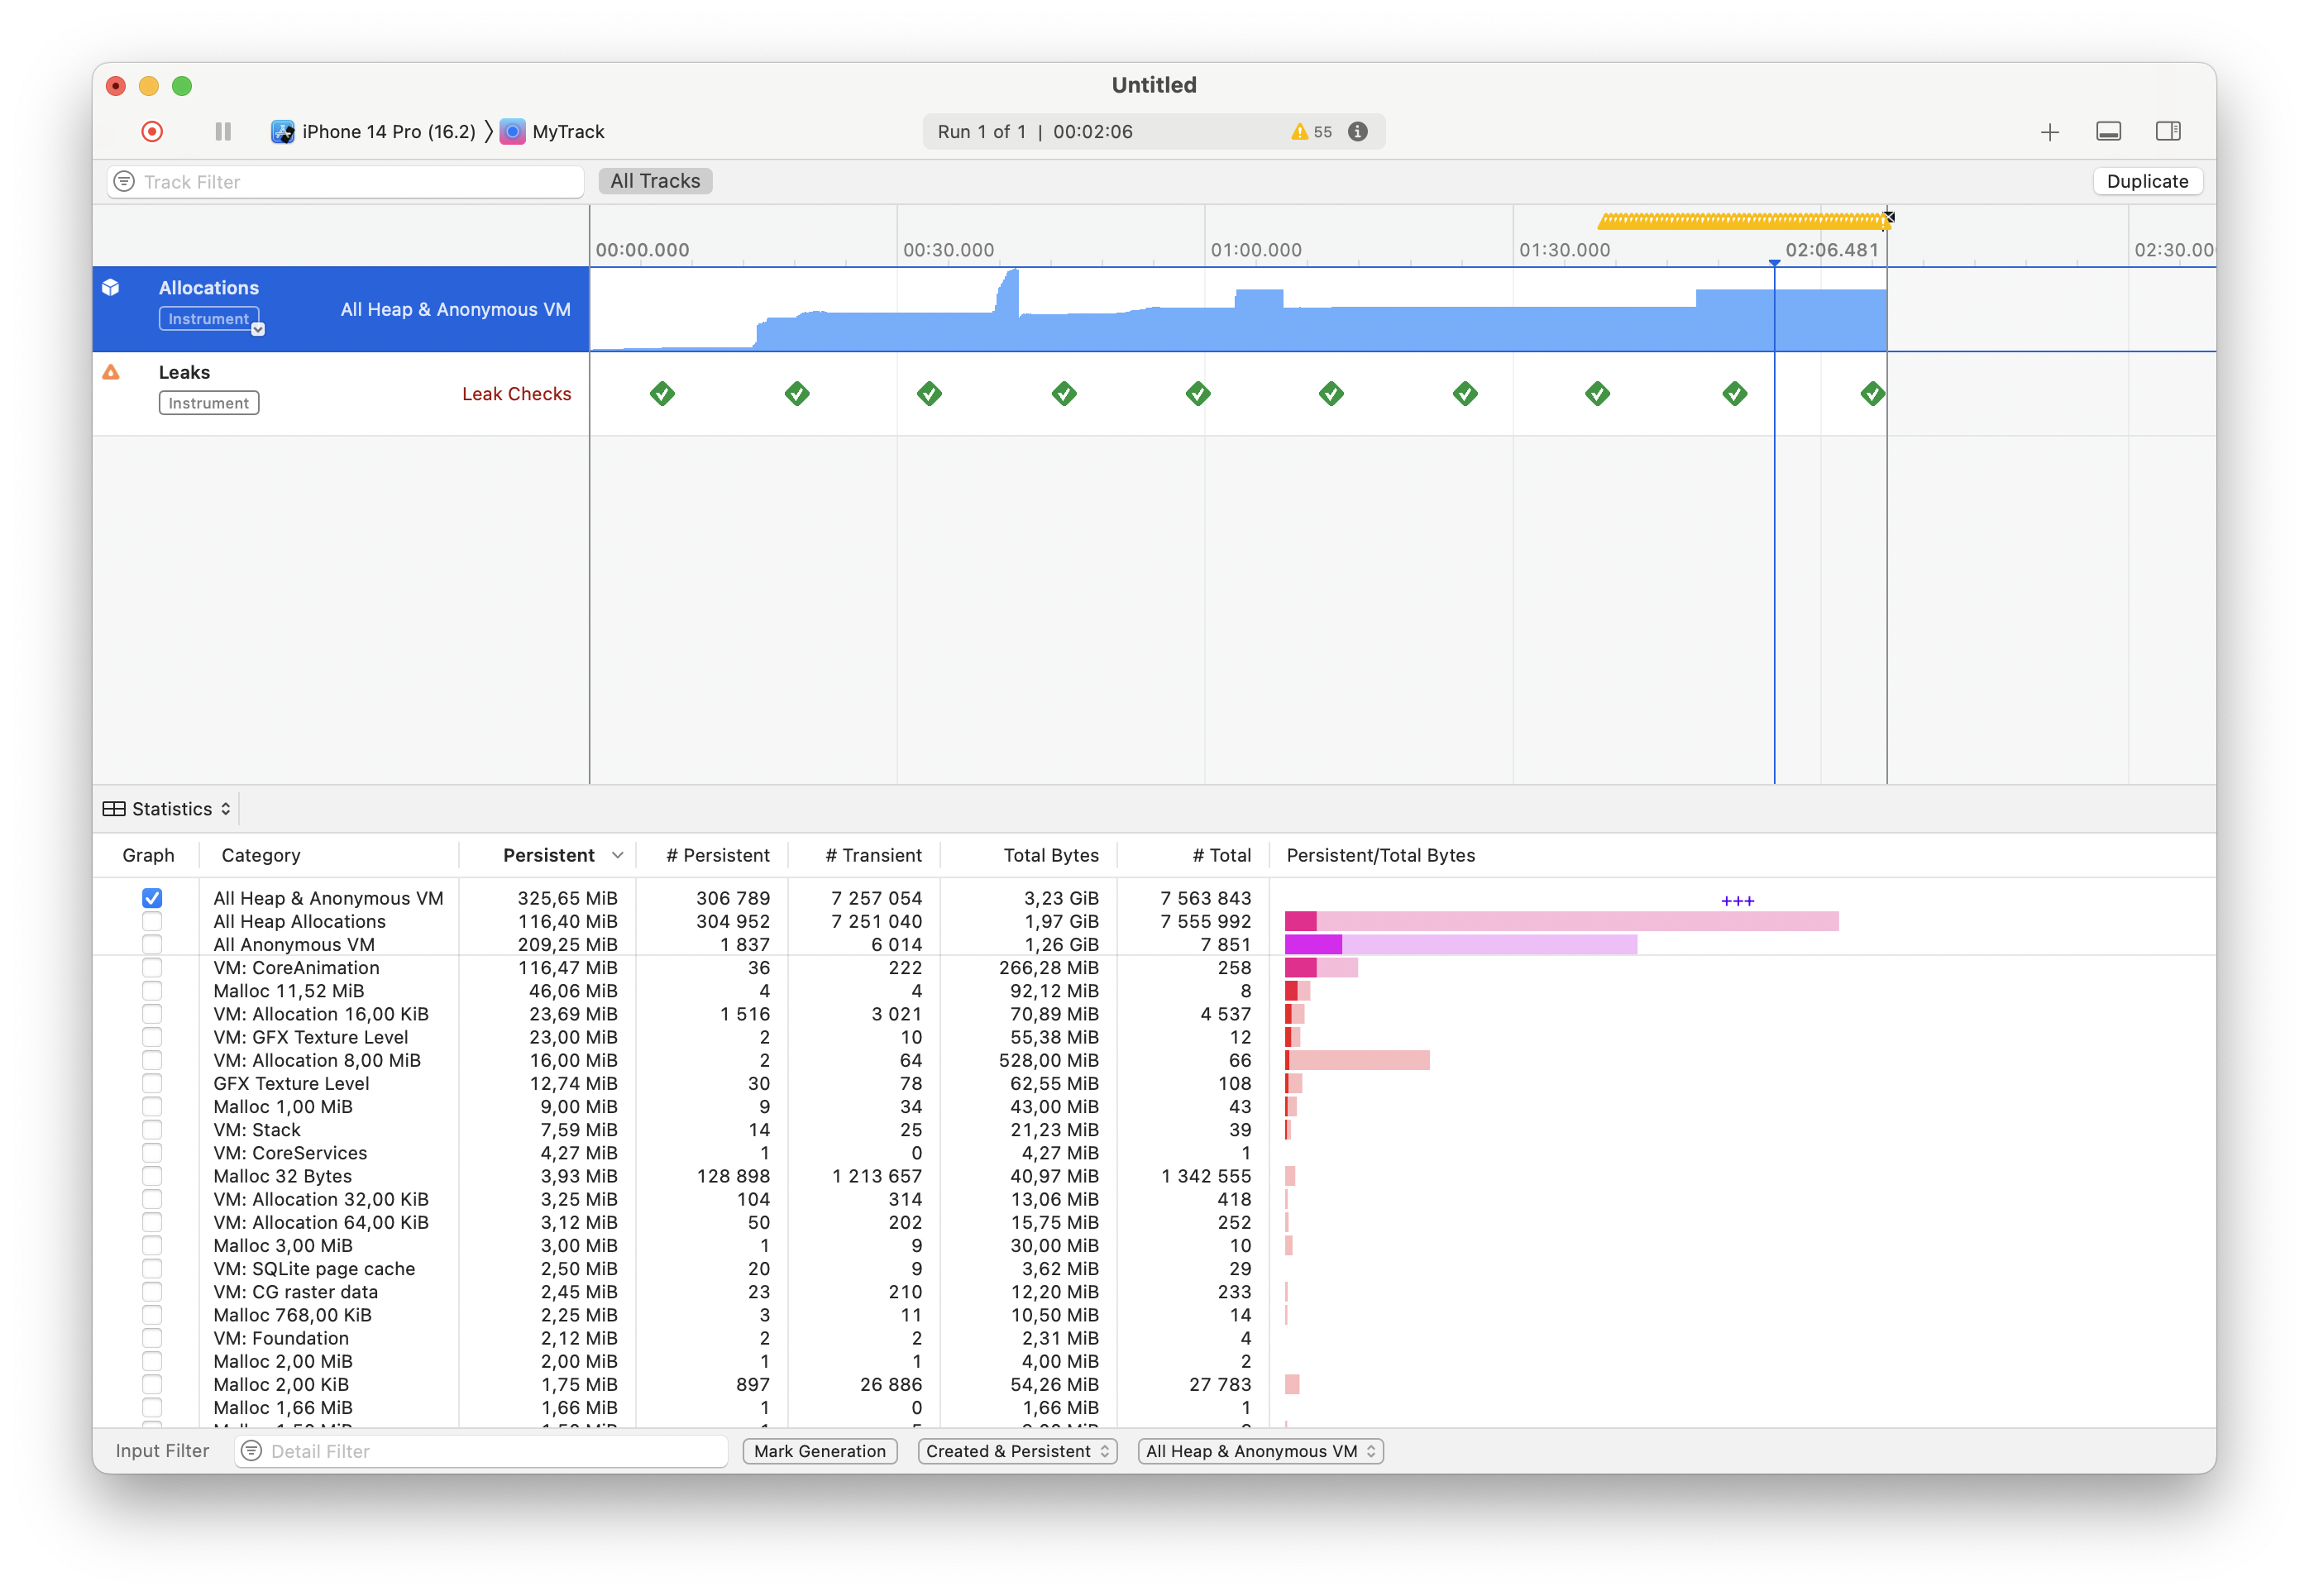 Untitled
iPhone 14 Pro (16.2) 〉 MyTrack
Run 1 of 1 | 00:02:06
55
Track Filter
All Tracks
Duplicate
00:00.000 00:30.000 01:00.000 01:30.000 02:06.481 02:30.00
Allocations
Instrument
All Heap & Anonymous VM
Leaks
Instrument
Leak Checks
Statistics
Graph Category Persistent # Persistent # Transient Total Bytes # Total Persistent/Total Bytes
All Heap & Anonymous VM 325,65 MiB 306 789 7 257 054 3,23 GiB 7 563 843 +++
All Heap Allocations 116,40 MiB 304 952 7 251 040 1,97 GiB 7 555 992
All Anonymous VM 209,25 MiB 1 837 6 014 1,26 GiB 7 851
VM: CoreAnimation 116,47 MiB 36 222 266,28 MiB 258
Malloc 11,52 MiB 46,06 MiB 4 4 92,12 MiB 8
VM: Allocation 16,00 KiB 23,69 MiB 1 516 3 021 70,89 MiB 4 537
VM: GFX Texture Level 23,00 MiB 2 10 55,38 MiB 12
VM: Allocation 8,00 MiB 16,00 MiB 2 64 528,00 MiB 66
GFX Texture Level 12,74 MiB 30 78 62,55 MiB 108
Malloc 1,00 MiB 9,00 MiB 9 34 43,00 MiB 43
VM: Stack 7,59 MiB 14 25 21,23 MiB 39
VM: CoreServices 4,27 MiB 1 0 4,27 MiB 1
Malloc 32 Bytes 3,93 MiB 128 898 1 213 657 40,97 MiB 1 342 555
VM: Allocation 32,00 KiB 3,25 MiB 104 314 13,06 MiB 418
VM: Allocation 64,00 KiB 3,12 MiB 50 202 15,75 MiB 252
Malloc 3,00 MiB 3,00 MiB 1 9 30,00 MiB 10
VM: SQLite page cache 2,50 MiB 20 9 3,62 MiB 29
VM: CG raster data 2,45 MiB 23 210 12,20 MiB 233
Malloc 768,00 KiB 2,25 MiB 3 11 10,50 MiB 14
VM: Foundation 2,12 MiB 2 2 2,31 MiB 4
Malloc 2,00 MiB 2,00 MiB 1 1 4,00 MiB 2
Malloc 2,00 KiB 1,75 MiB 897 26 886 54,26 MiB 27 783
Malloc 1,66 MiB 1,66 MiB 1 0 1,66 MiB 1
Input Filter Detail Filter Mark Generation Created & Persistent All Heap & Anonymous VM